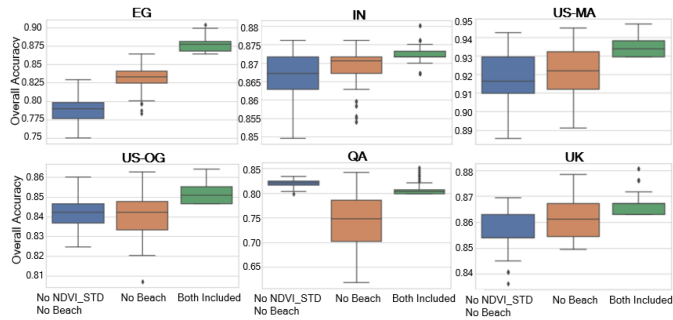 EG
IN
US-MA
Overall Accuracy
0.90
0.875
0.85
0.825
0.80
0.775
0.75
0.88
0.875
0.87
0.865
0.86
0.855
0.85
0.95
0.94
0.93
0.92
0.91
0.90
0.89
US-OG
QA
UK
Overall Accuracy
0.86
0.85
0.84
0.83
0.82
0.81
0.85
0.80
0.75
0.70
0.65
0.88
0.87
0.86
0.85
0.84
No NDVI_STD No Beach Both Included
No Beach
No NDVI_STD No Beach Both Included
No Beach
No NDVI_STD No Beach Both Included
No Beach